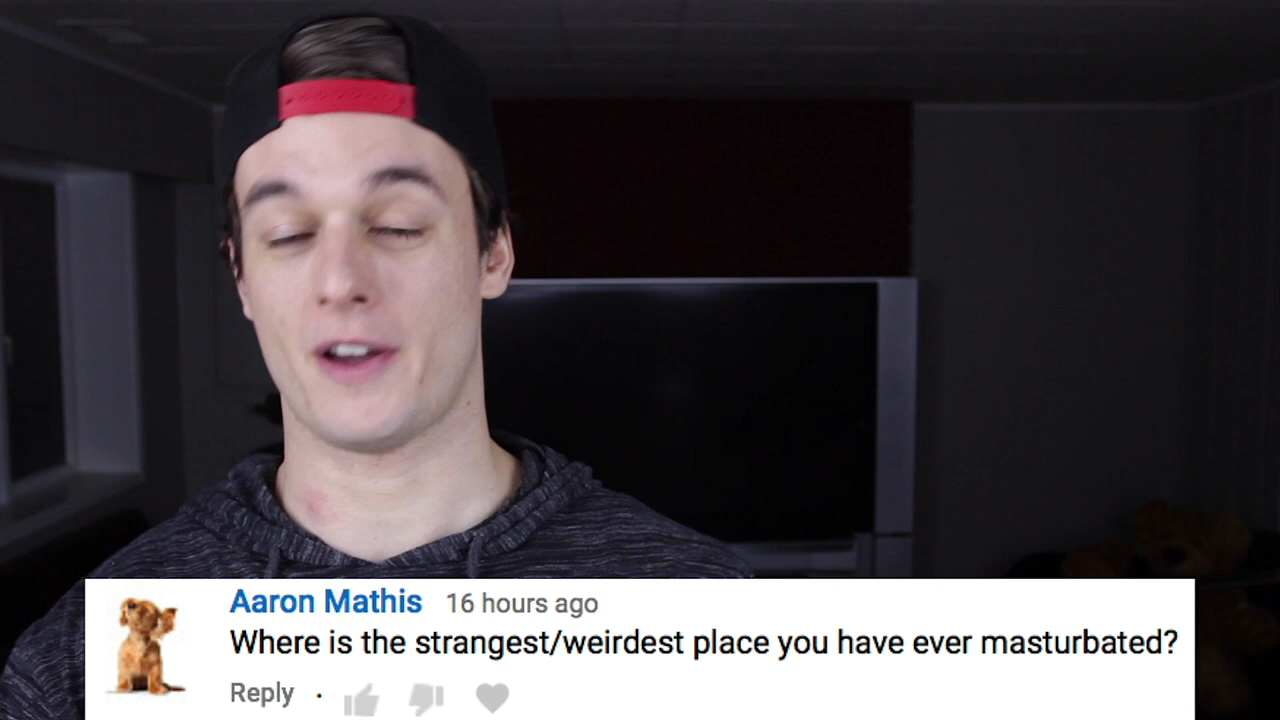 Aaron Mathis 16 hours ago
Where is the strangest/weirdest place you have ever masturbated?
Reply ·